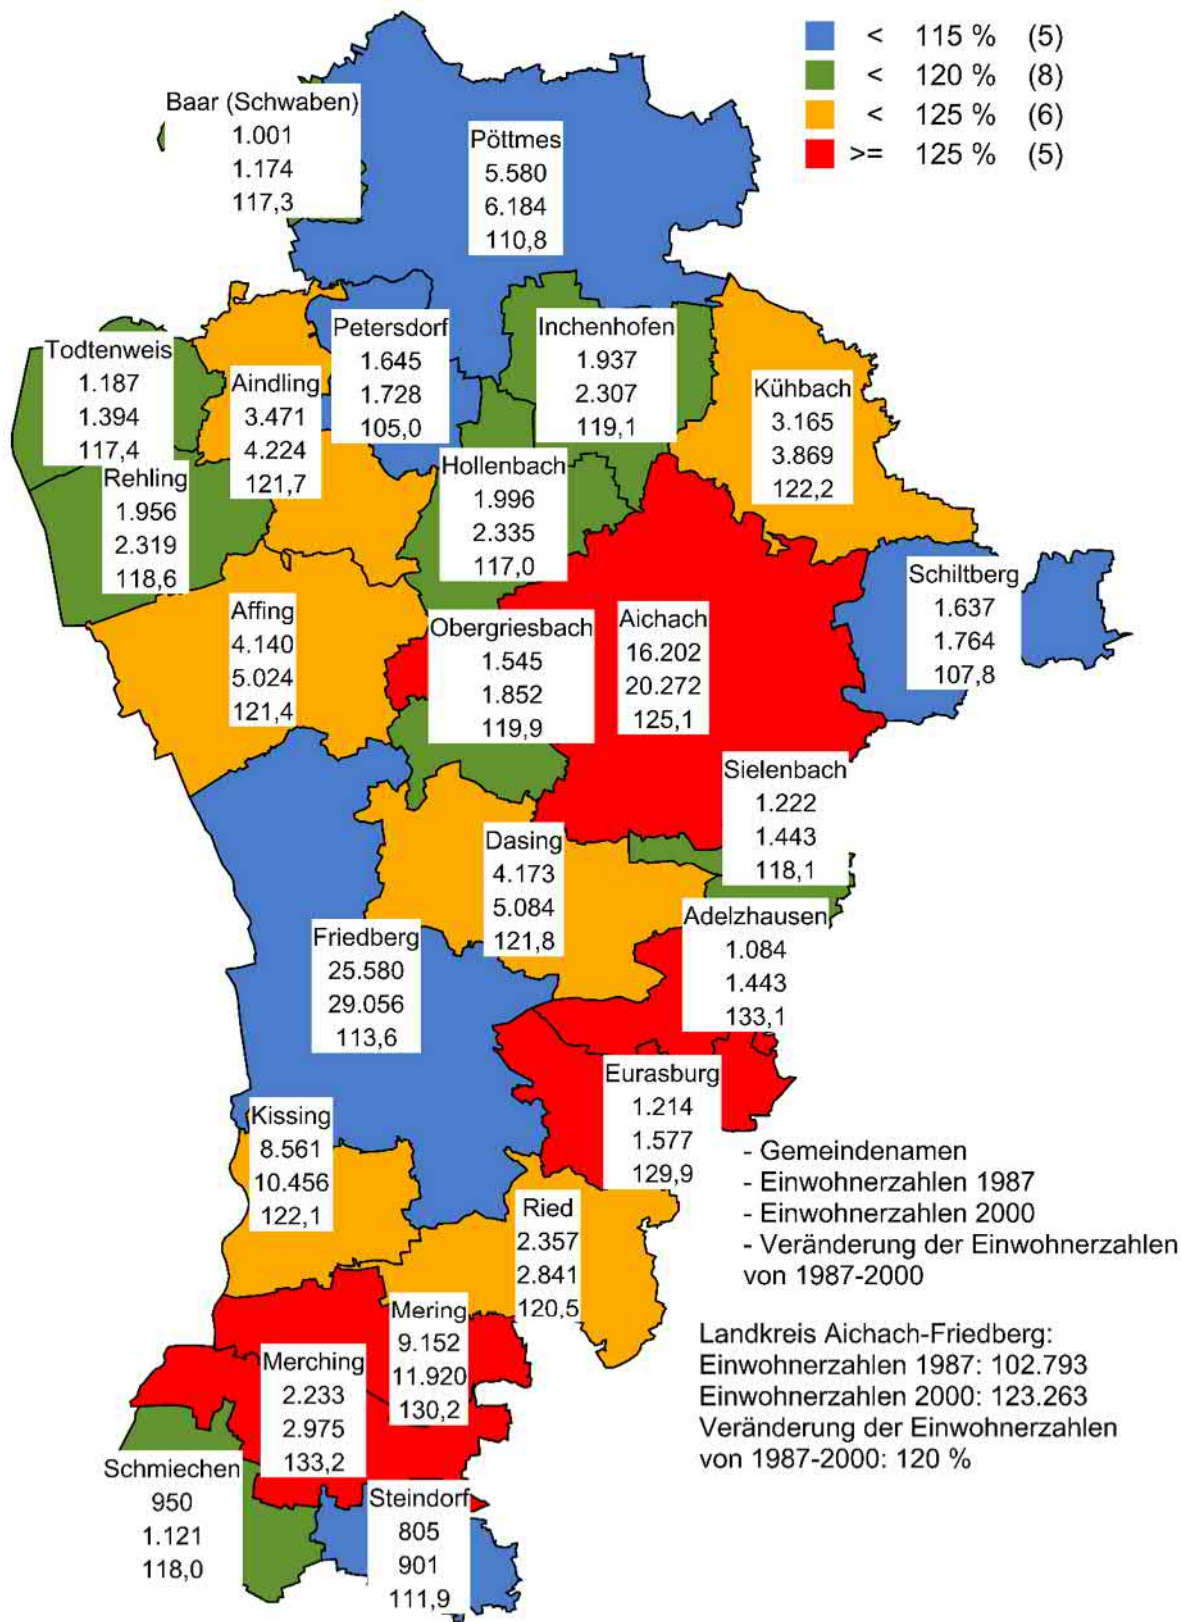 < 115 % (5)
< 120 % (8)
< 125 % (6)
>= 125 % (5)
Baar (Schwaben)
1.001
1.174
117,3
Pöttmes
5.580
6.184
110,8
Petersdorf
1.645
1.728
105,0
Inchenhofen
1.937
2.307
119,1
Todtenweis
1.187
1.394
117,4
Aindling
3.471
4.224
121,7
Kühbach
3.165
3.869
122,2
Rehling
1.956
2.319
118,6
Hollenbach
1.996
2.335
117,0
Schiltberg
1.637
1.764
107,8
Affing
4.140
5.024
121,4
Obergriesbach
1.545
1.852
119,9
Aichach
16.202
20.272
125,1
Sielenbach
1.222
1.443
118,1
Dasing
4.173
5.084
121,8
Adelzhausen
1.084
1.443
133,1
Friedberg
25.580
29.056
113,6
Eurasburg
1.214
1.577
129,9
Kissing
8.561
10.456
122,1
Ried
2.357
2.841
120,5
- Gemeindenamen
- Einwohnerzahlen 1987
- Einwohnerzahlen 2000
- Veränderung der Einwohnerzahlen
von 1987-2000
Mering
9.152
11.920
130,2
Merching
2.233
2.975
133,2
Landkreis Aichach-Friedberg:
Einwohnerzahlen 1987: 102.793
Einwohnerzahlen 2000: 123.263
Veränderung der Einwohnerzahlen
von 1987-2000: 120 %
Schmiechen
950
1.121
118,0
Steindorf
805
901
111,9